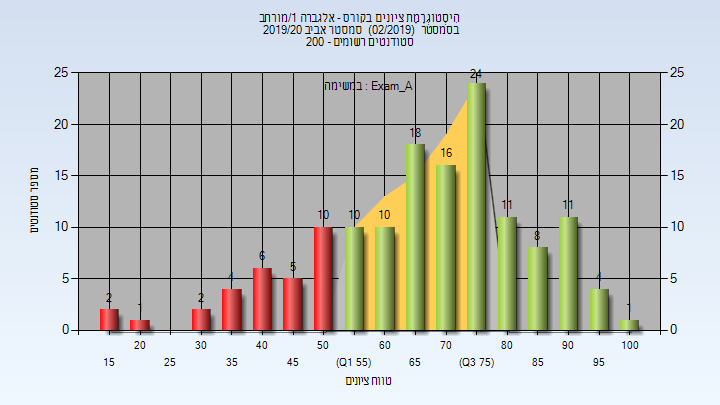 היסטוגרמת ציונים בקורס - אלגברה 1/מורחב
בסמסטר (02/2019) סמסטר אביב 2019/20
סטודנטים רשומים - 200
במשימה : Exam_A
מספר סטודנטים
25 20 15 10 5 0
2 1 2 4 6 5 10 10 10 18 16 24 11 8 11 4 1
25 20 15 10 5 0
20 30 40 50 60 70 80 90 100
15 25 35 45 (Q1 55) 65 (Q3 75) 85 95
טווח ציונים